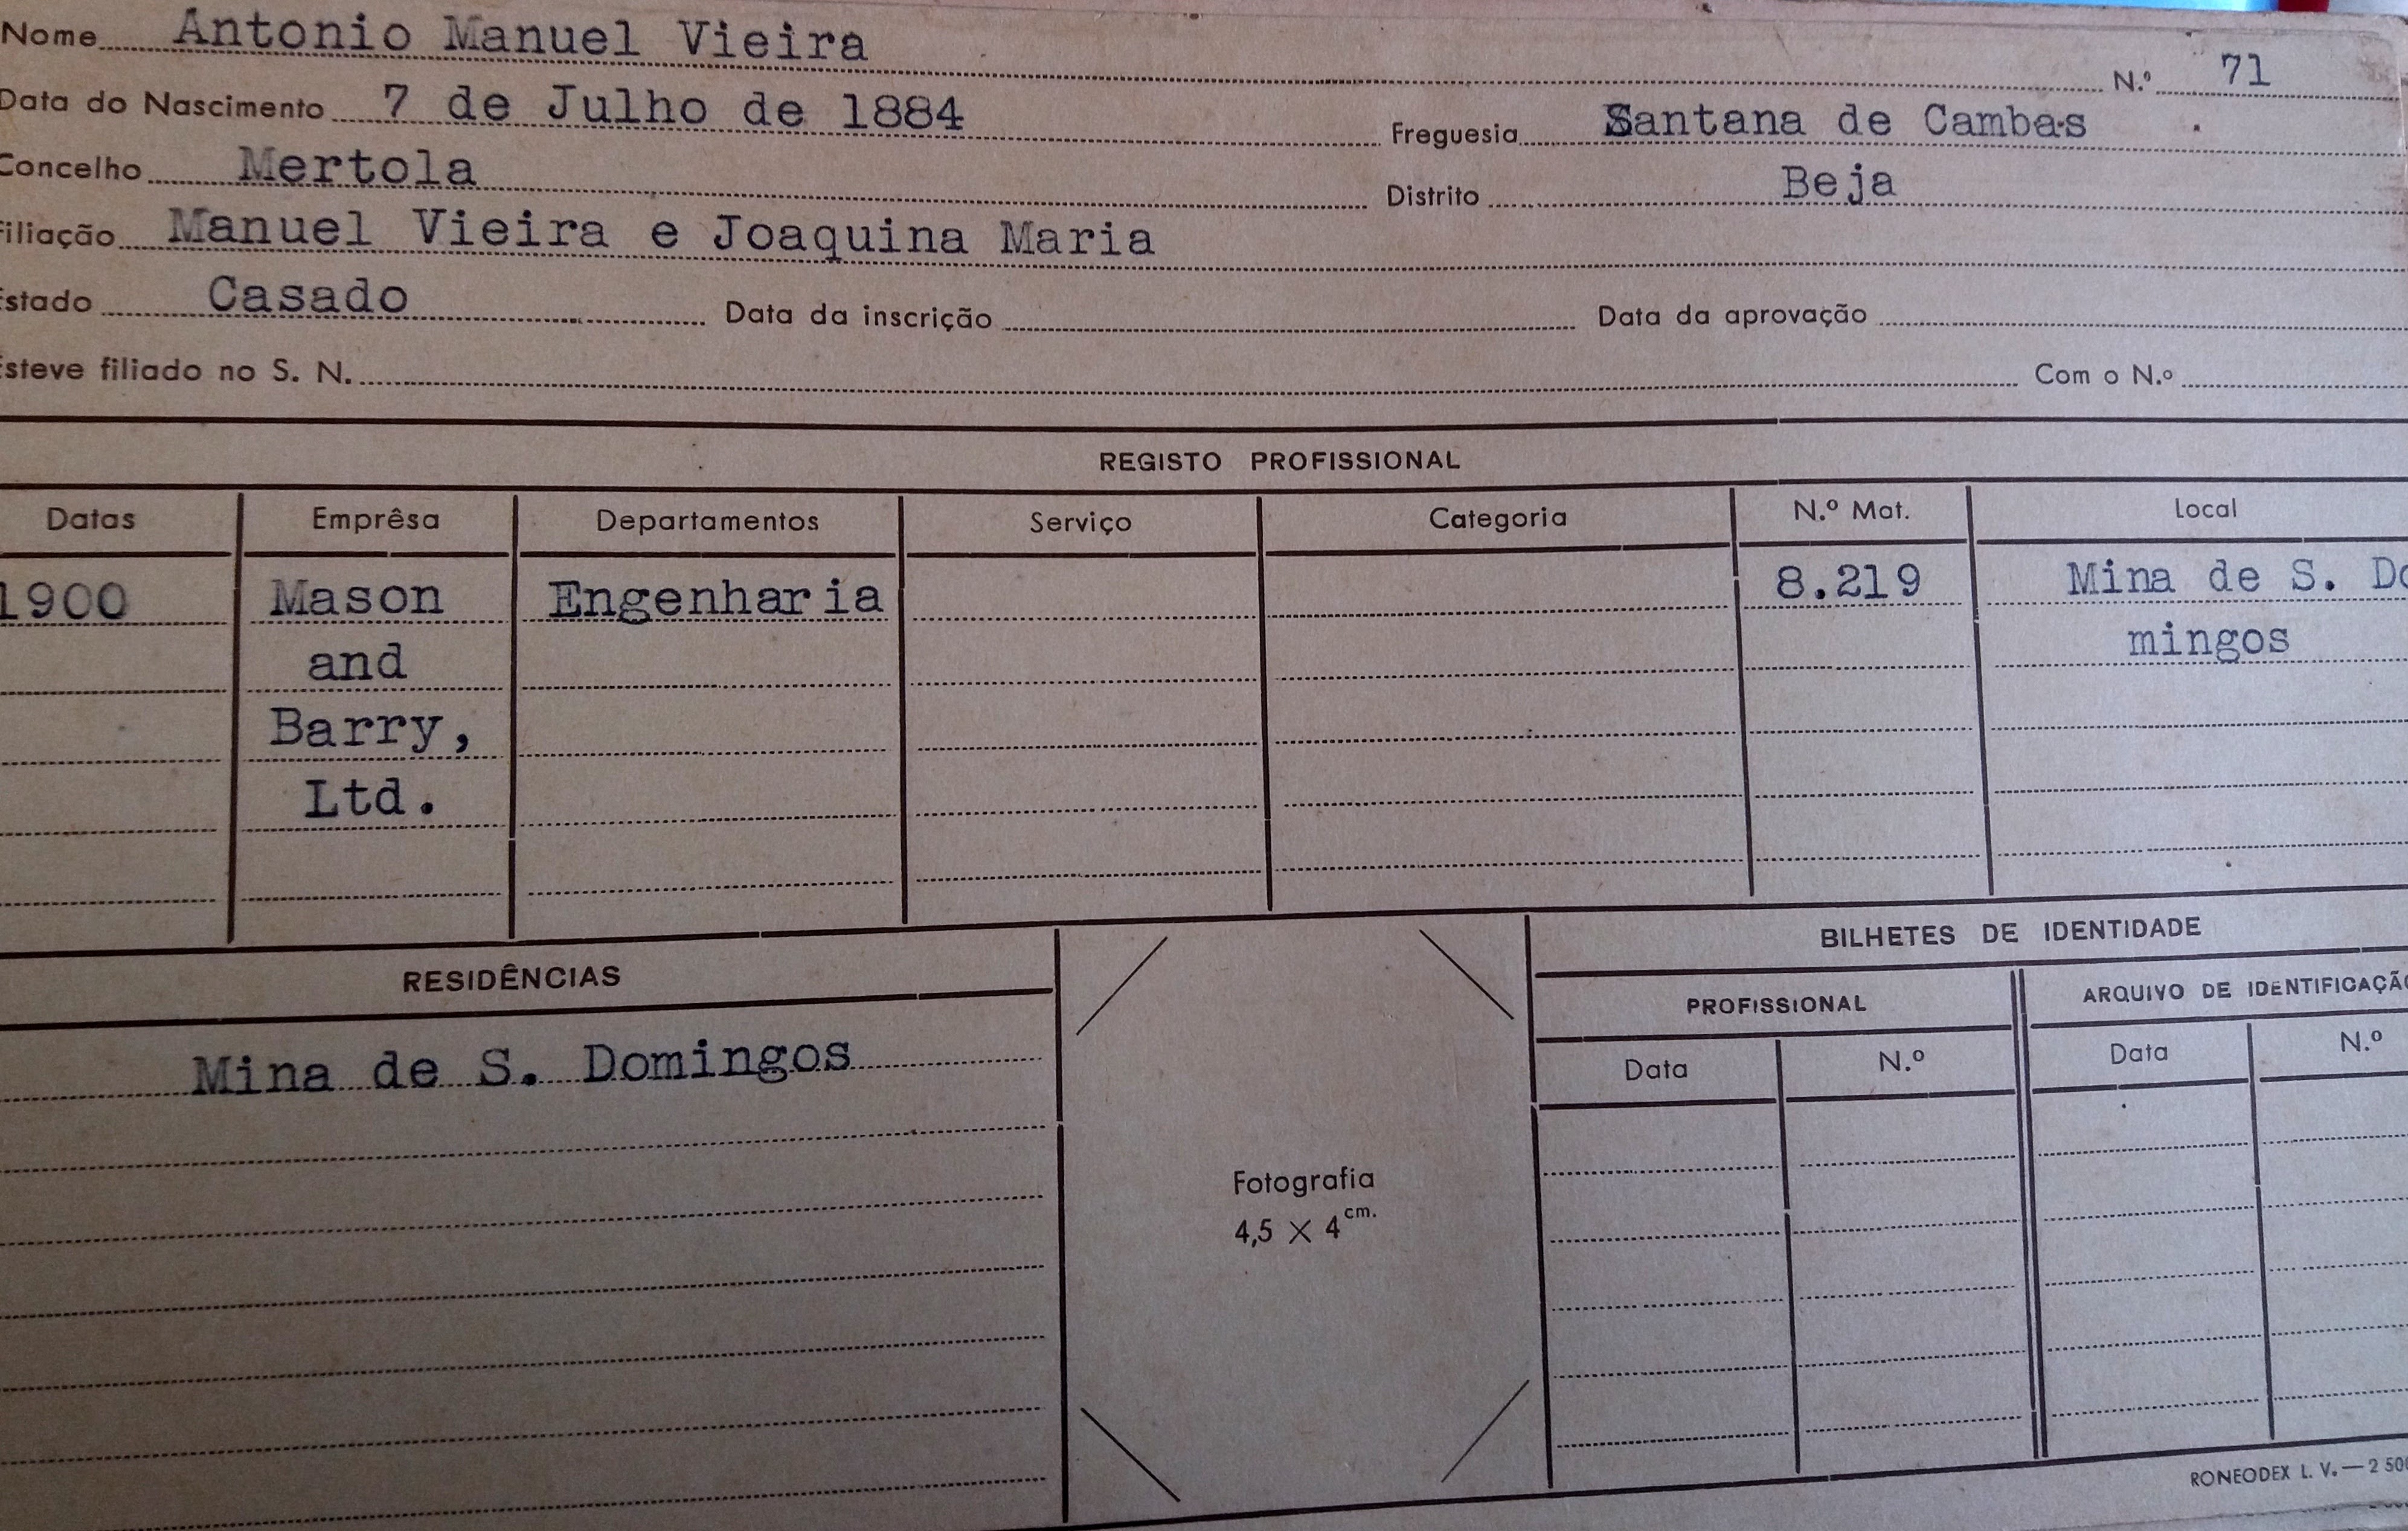 Nome Antonio Manuel Vieira N.º 71
Data do Nascimento 7 de Julho de 1884 Freguesia Santana de Cambas
Concelho Mertola Distrito Beja
Filiação Manuel Vieira e Joaquina Maria
Estado Casado Data da inscrição Data da aprovação
Esteve filiado no S. N. Com o N.º
REGISTO PROFISSIONAL
Datas Emprêsa Departamentos Serviço Categoria N.º Mat. Local
1900 Mason Engenharia 8.219 Mina de S. Do
and mingos
Barry,
Ltd.
RESIDÊNCIAS BILHETES DE IDENTIDADE
PROFISSIONAL ARQUIVO DE IDENTIFICAÇÃO
Data N.º Data N.º
Mina de S. Domingos
Fotografia
4,5 × 4 cm.
RONEODEX L. V. — 2 500